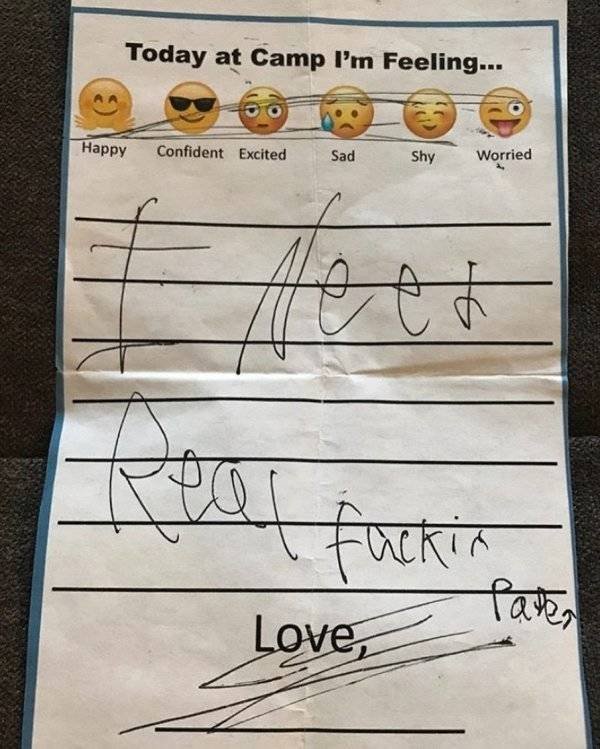 Today at Camp I'm Feeling...
Happy Confident Excited Sad Shy Worried
I Need
Real
fuckin
Paper
Love,